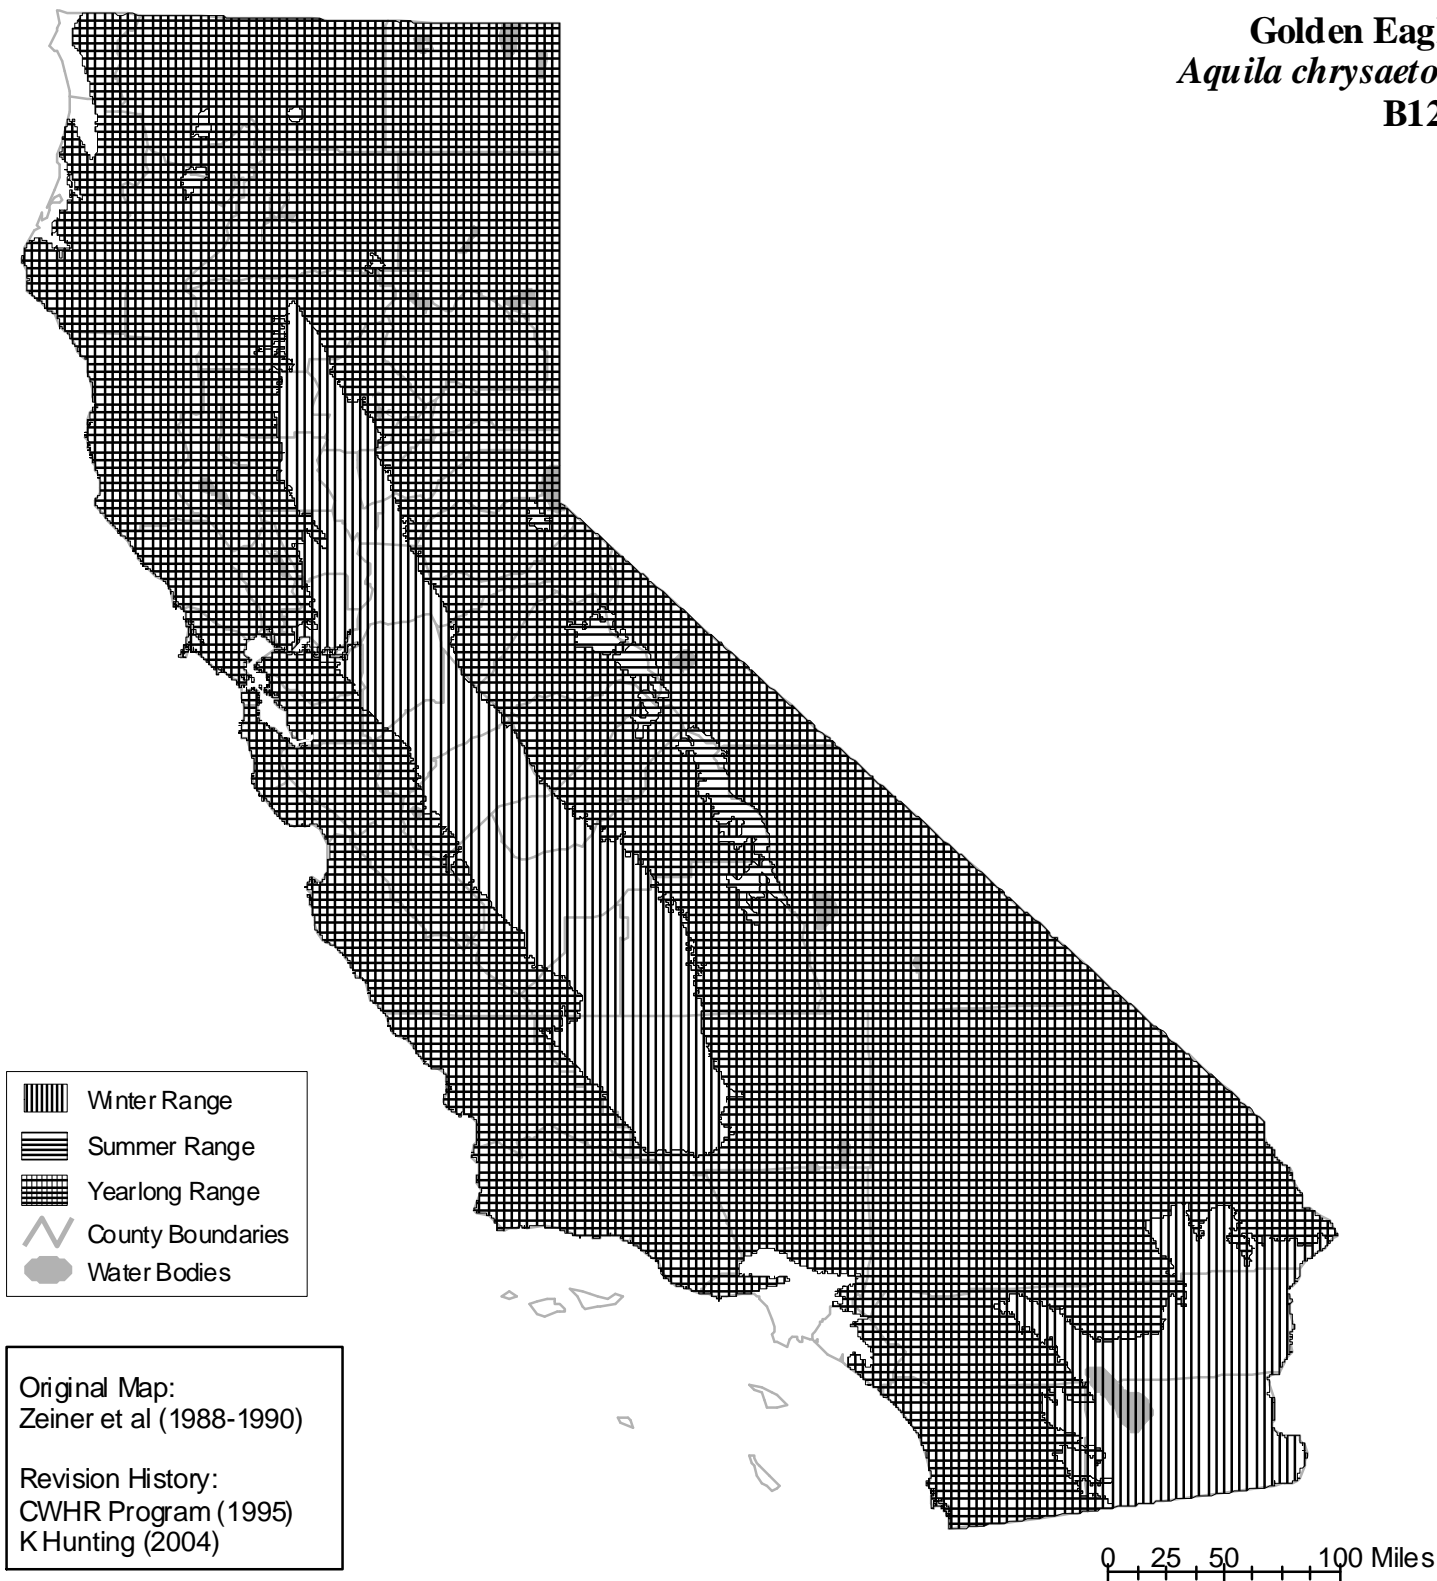 Golden Eag
Aquila chrysaeto
B12
Winter Range
Summer Range
Yearlong Range
County Boundaries
Water Bodies
Original Map:
Zeiner et al (1988-1990)
Revision History:
CWHR Program (1995)
K Hunting (2004)
0 25 50 100 Miles